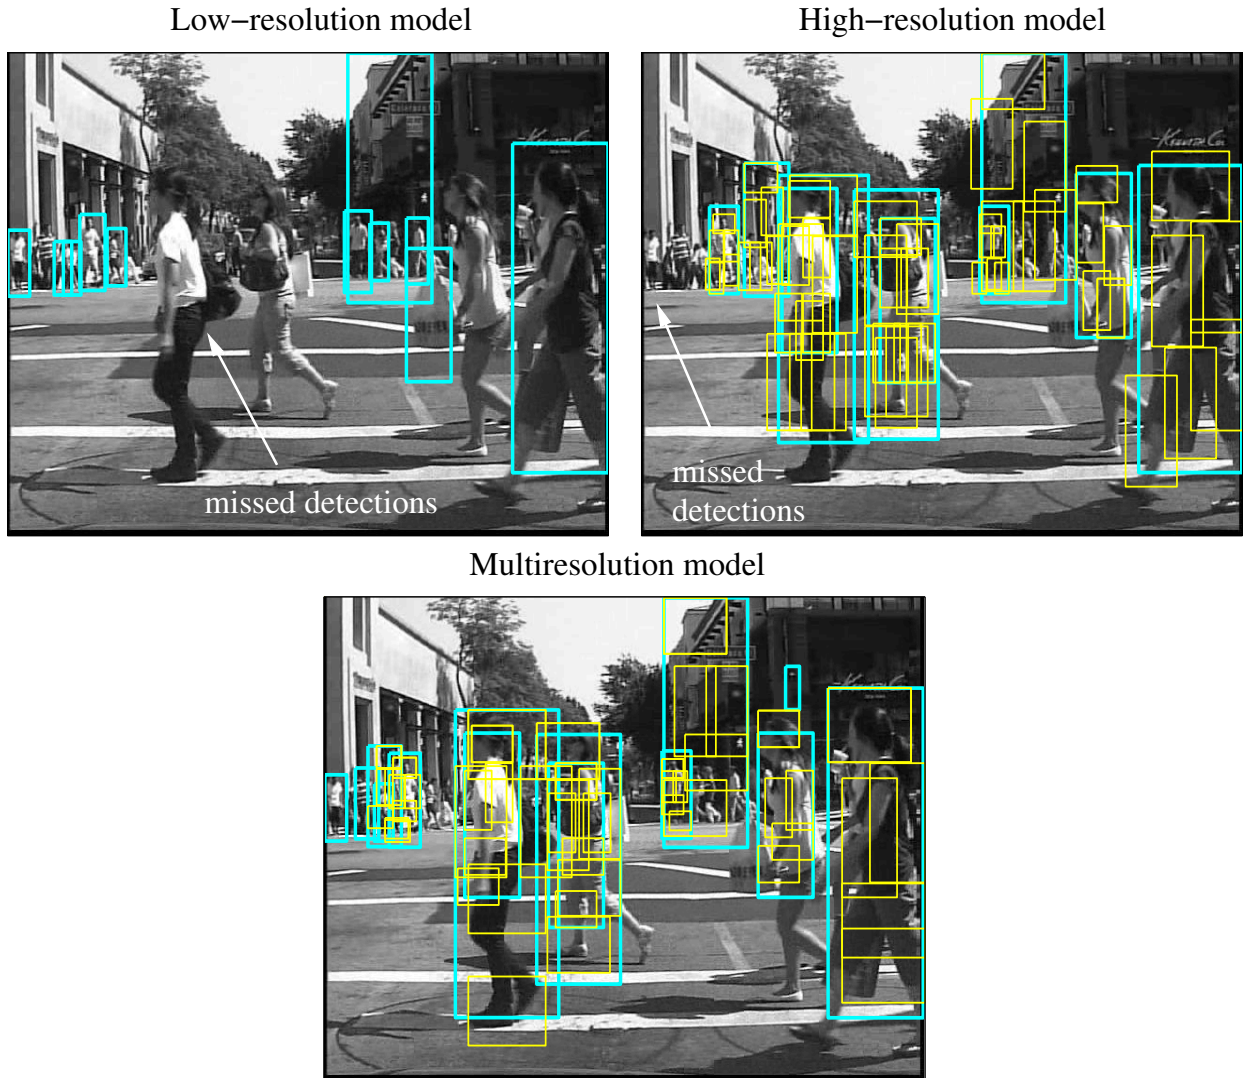 Low−resolution model
High−resolution model
missed detections
missed
detections
Multiresolution model